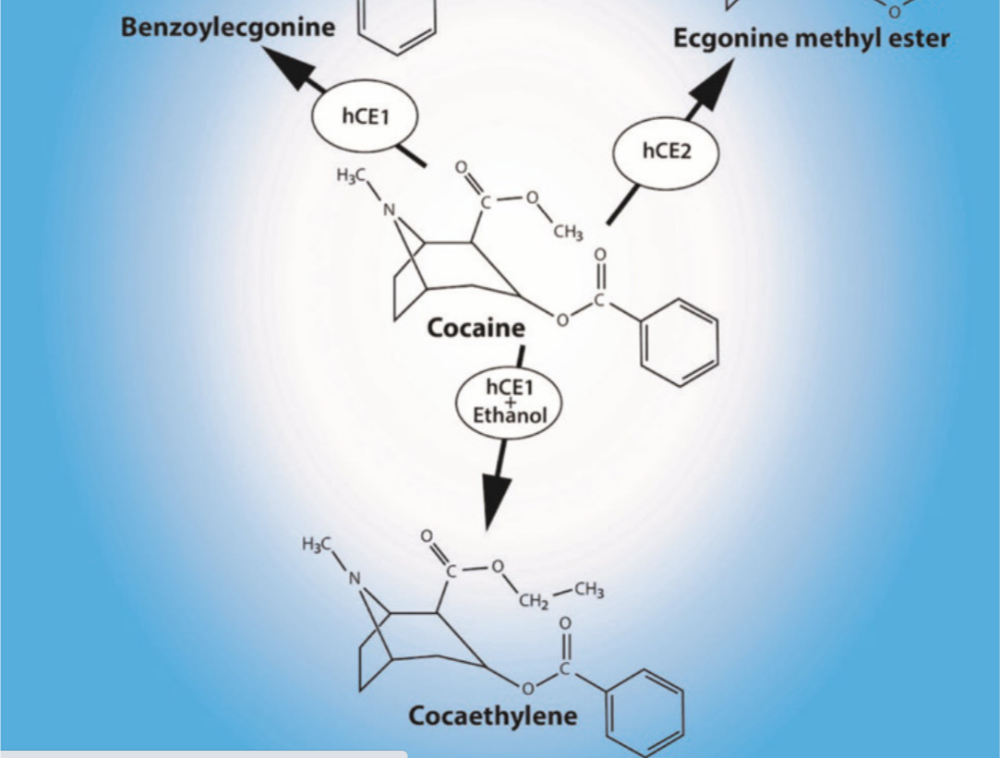 O
Benzoylecgonine
Ecgonine methyl ester
hCE1
hCE2
H₃C
O
C
O
N
CH₃
O
C
O
Cocaine
hCE1
+
Ethanol
H₃C
O
C
O
N
CH₂
CH₃
O
C
O
Cocaethylene